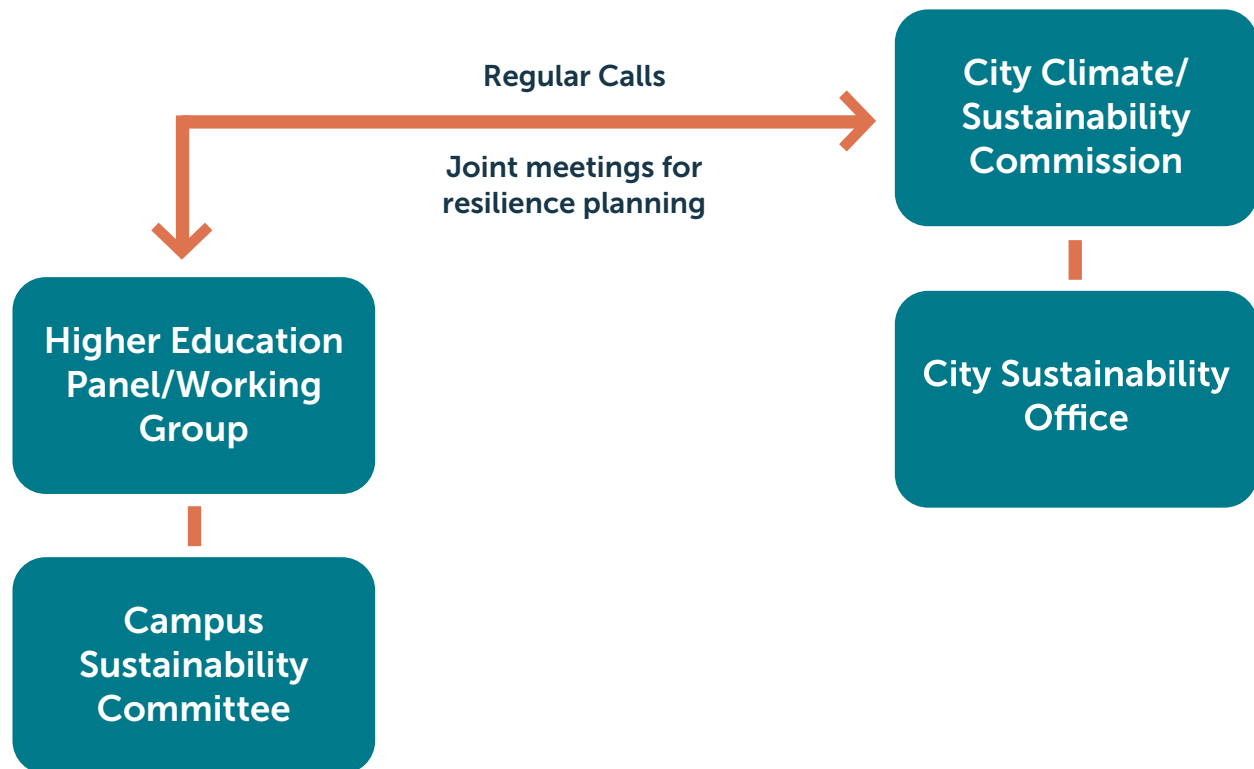 Regular Calls
Joint meetings for
resilience planning
City Climate/
Sustainability
Commission
Higher Education
Panel/Working
Group
City Sustainability
Office
Campus
Sustainability
Committee